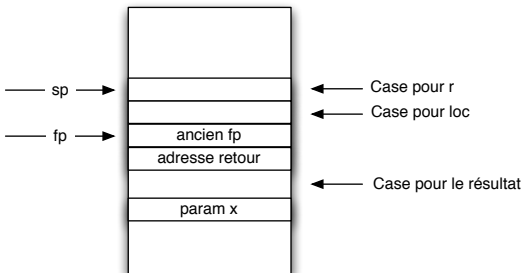 sp
Case pour r
Case pour loc
fp
ancien fp
adresse retour
Case pour le résultat
param x